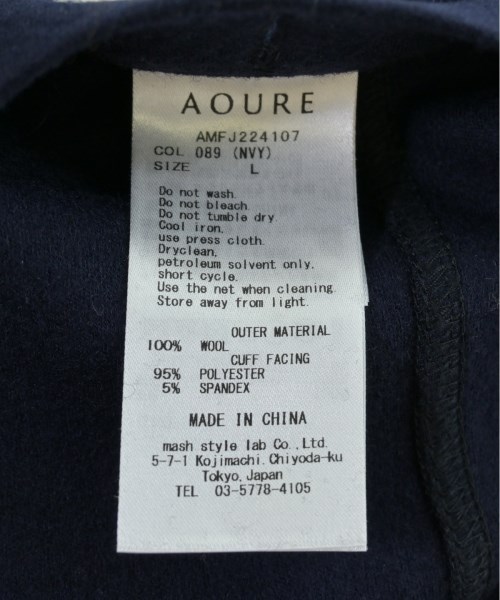 AOURE
AMFJ224107
COL 089 (NVY)
SIZE L
Do not wash.
Do not bleach.
Do not tumble dry.
Cool iron,
use press cloth.
Dryclean,
petroleum solvent only,
short cycle.
Use the net when cleaning.
Store away from light.
OUTER MATERIAL
100% WOOL
CUFF FACING
95% POLYESTER
5% SPANDEX
MADE IN CHINA
mash style lab Co.,Ltd.
5-7-1 Kojimachi.Chiyoda-ku
Tokyo,Japan
TEL 03-5778-4105